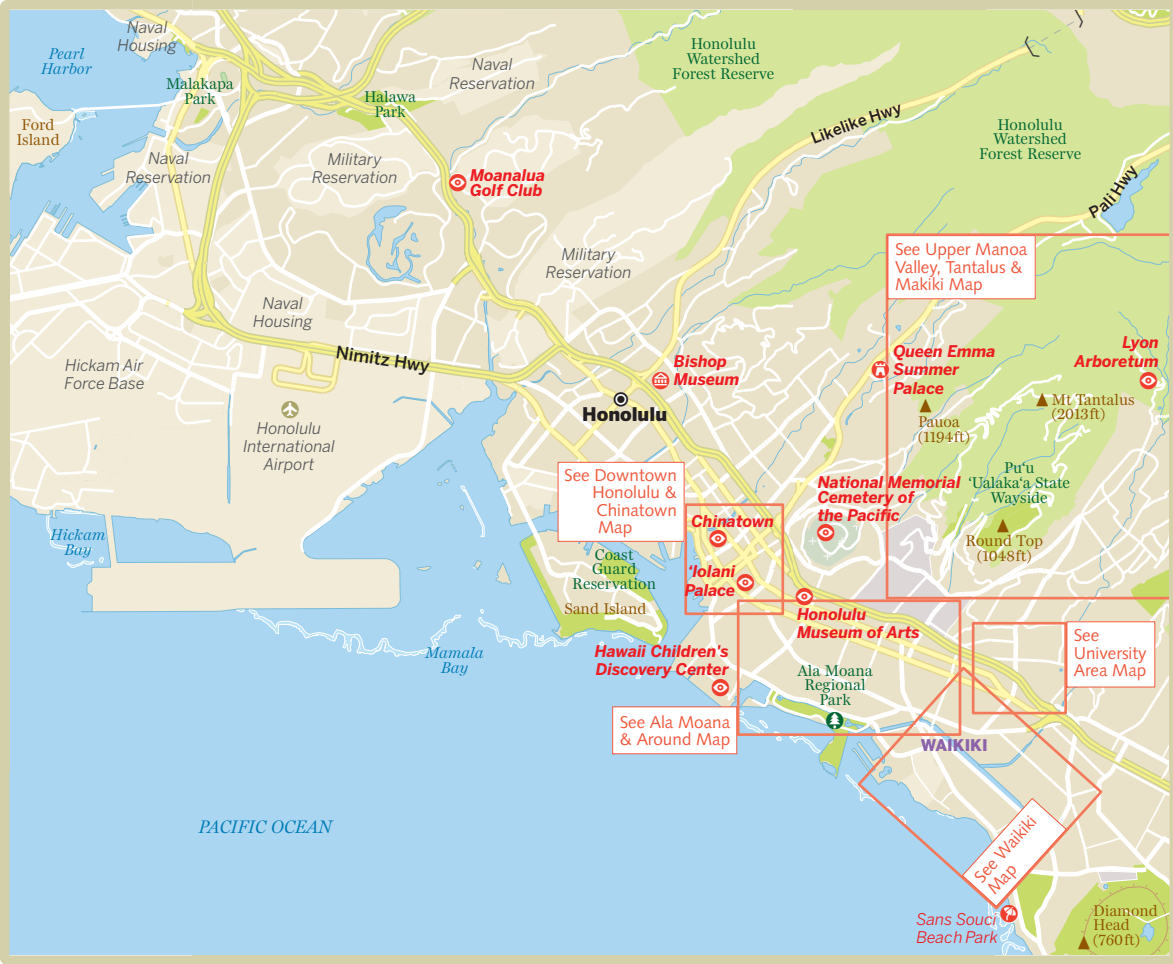 Naval
Housing
Pearl
Harbor
Malakapa
Park
Halawa
Park
Naval
Reservation
Honolulu
Watershed
Forest Reserve
Likelike Hwy
Honolulu
Watershed
Forest Reserve
Pali Hwy
Ford
Island
Naval
Reservation
Military
Reservation
Moanalua
Golf Club
Military
Reservation
See Upper Manoa
Valley, Tantalus &
Makiki Map
Naval
Housing
Nimitz Hwy
Hickam Air
Force Base
Honolulu
International
Airport
Bishop
Museum
Honolulu
Queen Emma
Summer
Palace
Lyon
Arboretum
Pauoa
(1194ft)
Mt Tantalus
(2013ft)
Pu‘u
‘Ualaka‘a State
Wayside
Round Top
(1048ft)
See Downtown
Honolulu &
Chinatown
Map
National Memorial
Cemetery of
the Pacific
Chinatown
‘Iolani
Palace
Hickam
Bay
Coast
Guard
Reservation
Sand Island
Honolulu
Museum of Arts
See
University
Area Map
Mamala
Bay
Hawaii Children's
Discovery Center
Ala Moana
Regional
Park
See Ala Moana
& Around Map
WAIKIKI
PACIFIC OCEAN
See Waikiki
Map
Sans Souci
Beach Park
Diamond
Head
(760ft)